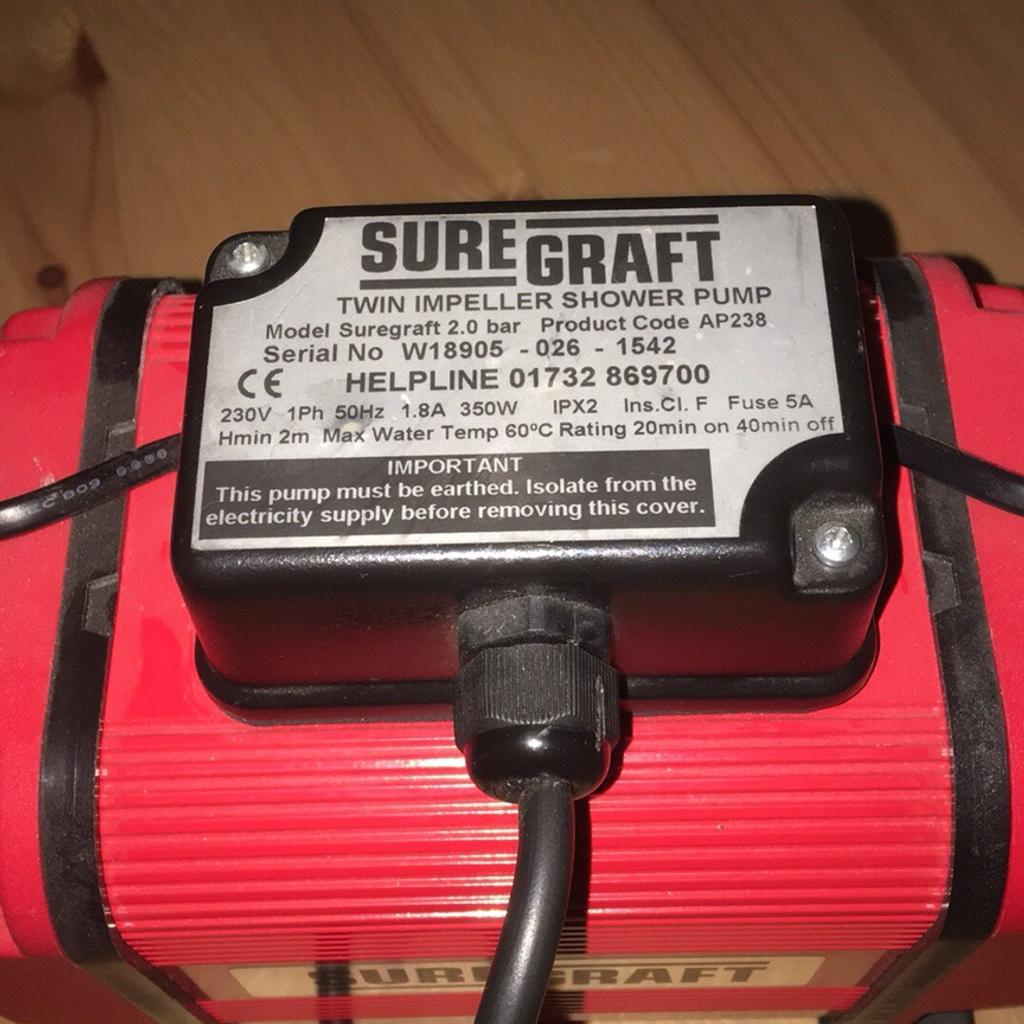 SURE GRAFT
TWIN IMPELLER SHOWER PUMP
Model Suregraft 2.0 bar Product Code AP238
Serial No W18905 - 026 - 1542
CE HELPLINE 01732 869700
230V 1Ph 50Hz 1.8A 350W IPX2 Ins.Cl. F Fuse 5A
Hmin 2m Max Water Temp 60ºC Rating 20min on 40min off
IMPORTANT
This pump must be earthed. Isolate from the
electricity supply before removing this cover.
SUREGRAFT